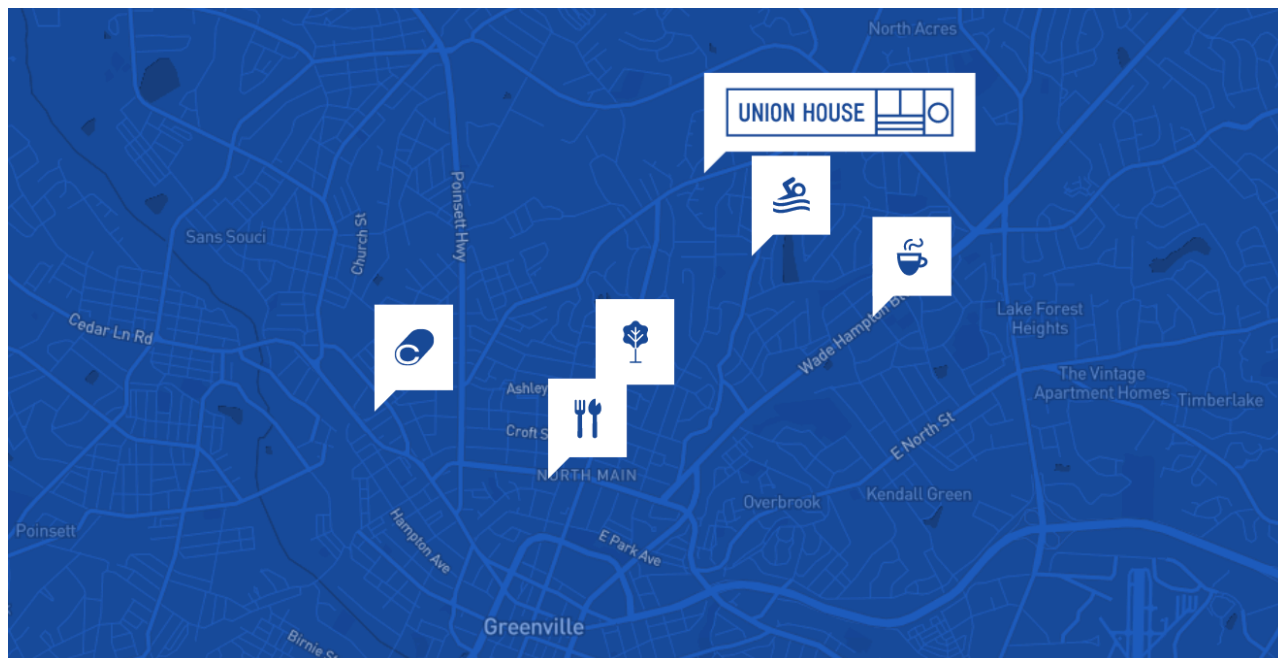 North Acres
UNION HOUSE
Poinsett Hwy
Church St
Sans Souci
Lake Forest
Heights
Cedar Ln Rd
Wade Hampton
The Vintage
Apartment Homes
Timberlake
Ashley
Croft S
C
E North St
NORTH MAIN
Overbrook
Kendall Green
Poinsett
Hampton Ave
E Park Ave
Greenville
Birnie St